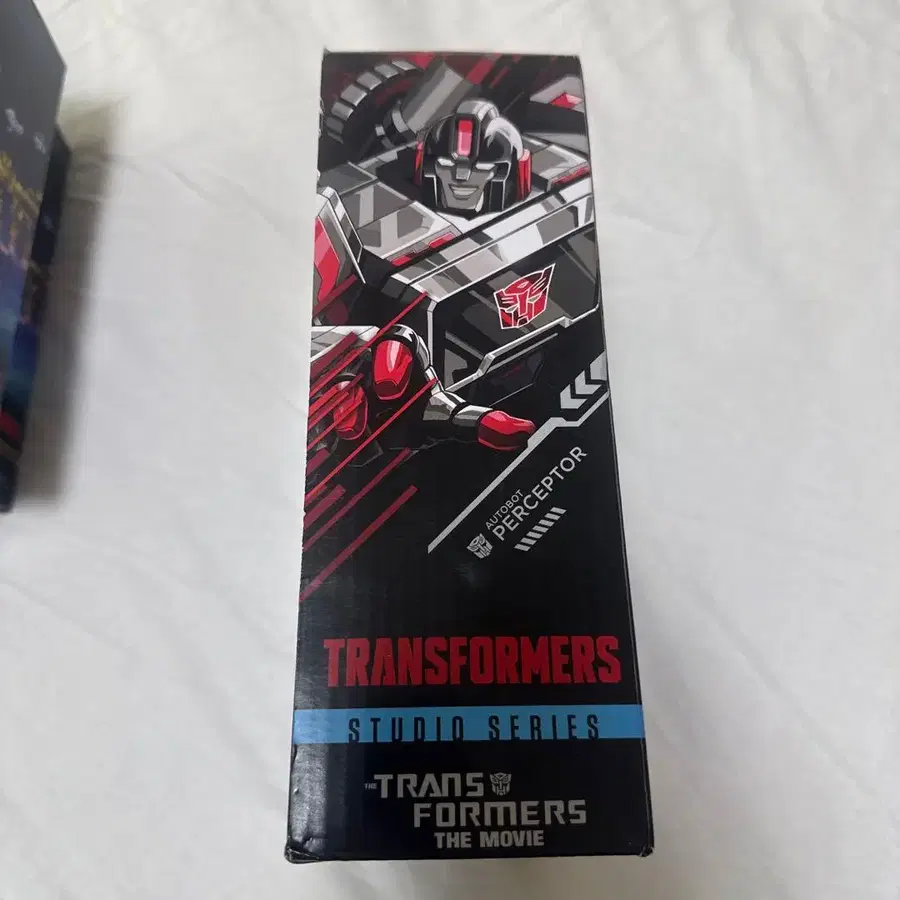 AUTOBOT
PERCEPTOR
TRANSFORMERS
STUDIO SERIES
THE TRANS
FORMERS
THE MOVIE